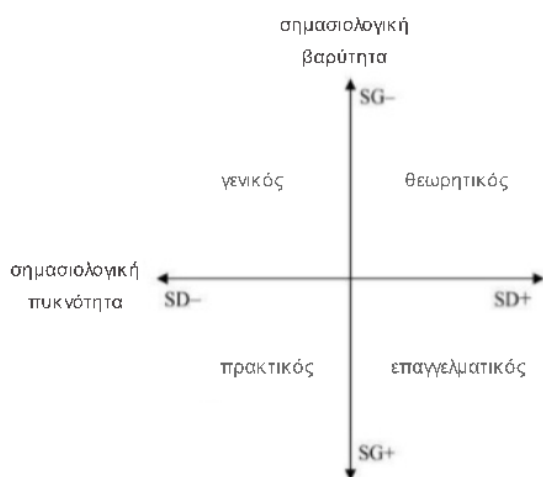 σημασιολογική
βαρύτητα
SG–
γενικός
θεωρητικός
σημασιολογική
πυκνότητα
SD–
SD+
πρακτικός
επαγγελματικός
SG+